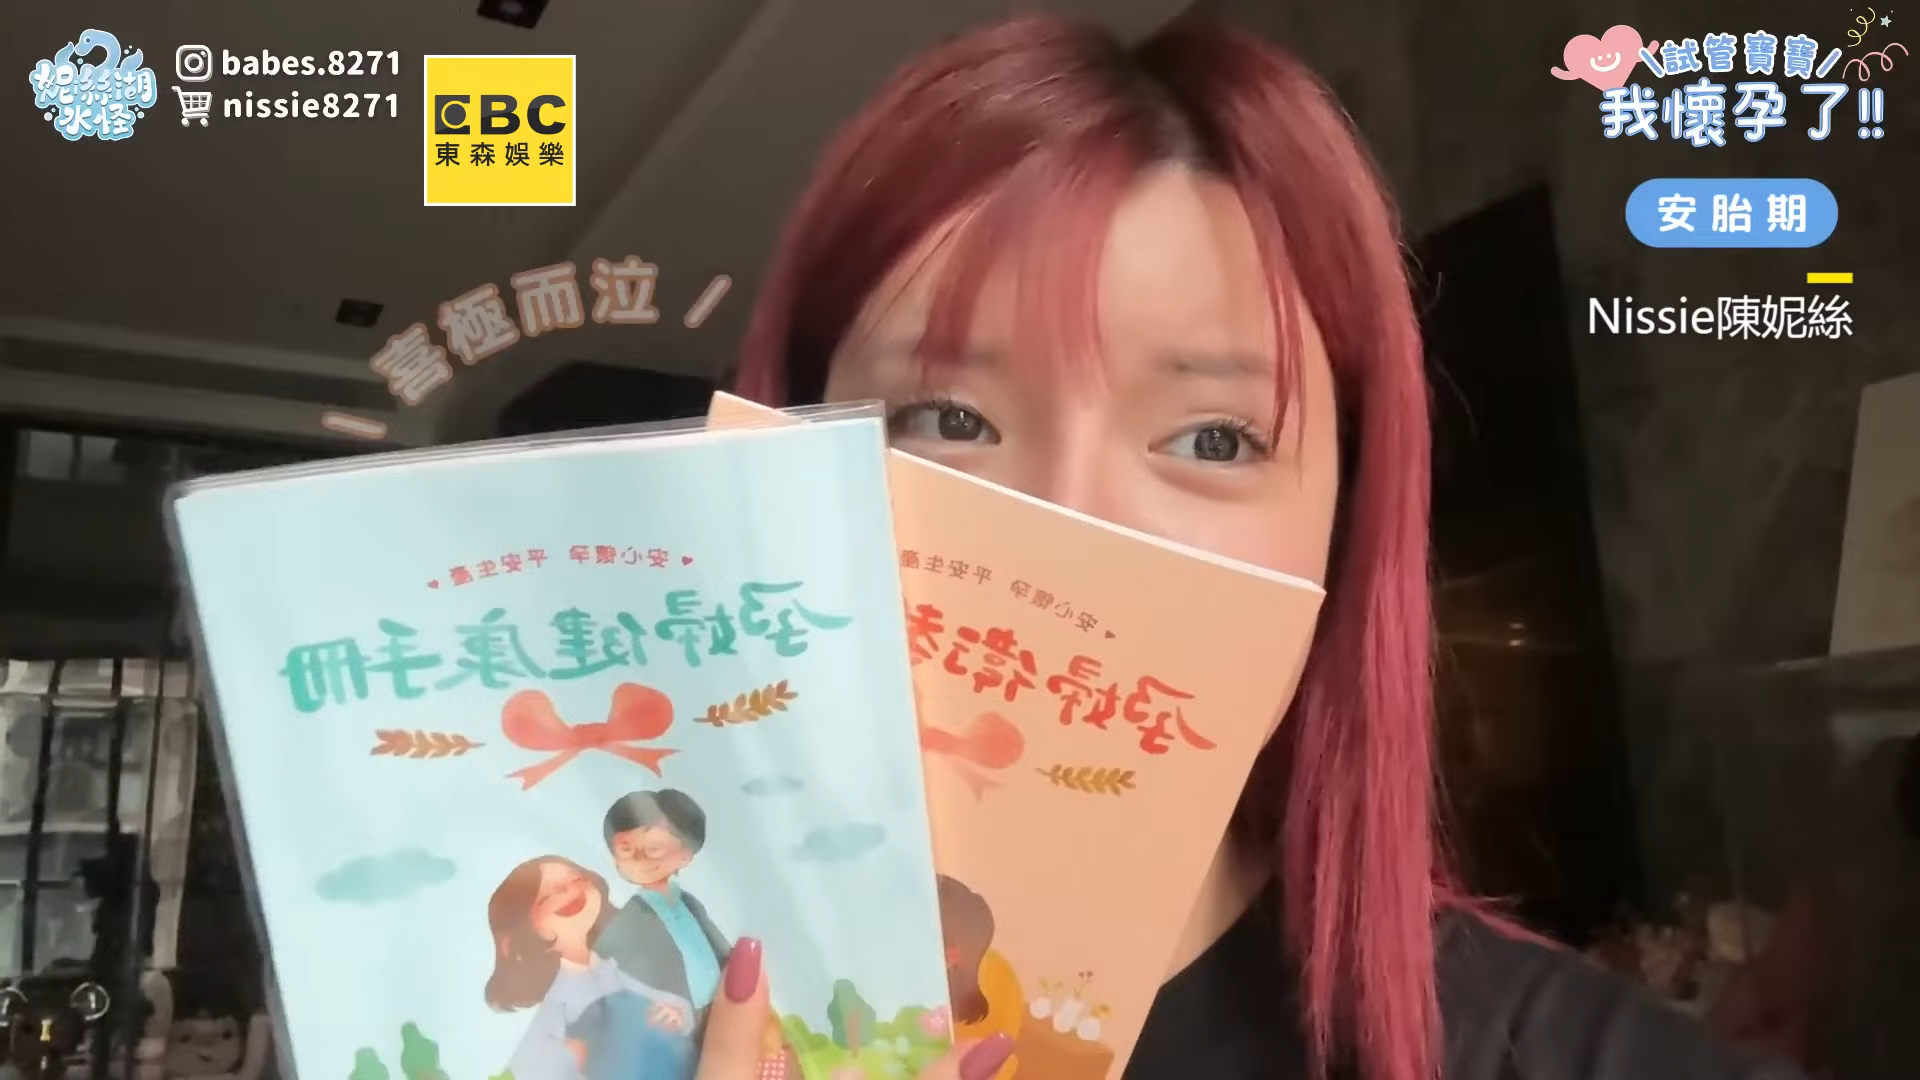 妮絲湖水怪
babes.8271
nissie8271
EBC
東森娛樂
\試管寶寶/
我懷孕了!!
安胎期
Nissie陳妮絲
\ 喜極而泣 /
♥ 安心懷孕 平安生產 ♥
孕婦健康手冊
♥ 安心懷孕 平安生產
孕婦衛